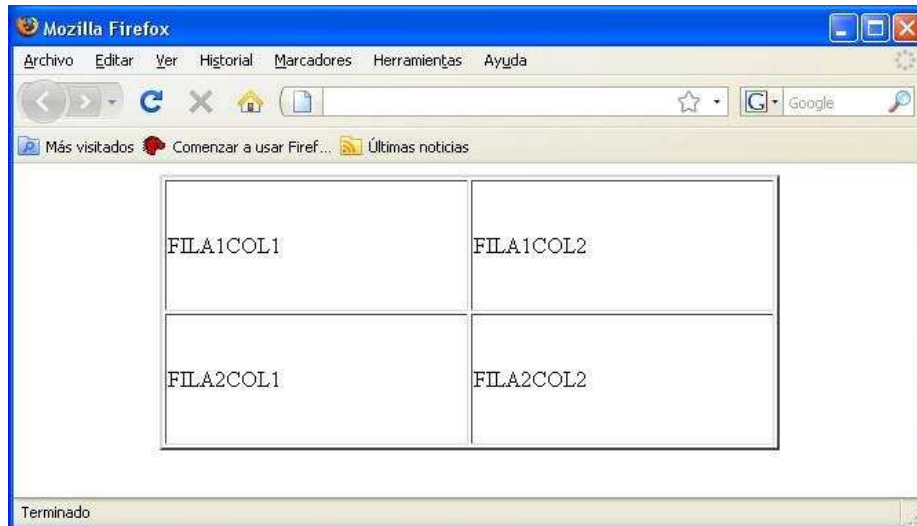 Mozilla Firefox
Archivo Editar Ver Historial Marcadores Herramientas Ayuda
G Google
Más visitados Comenzar a usar Firef... Últimas noticias
FILA1COL1 FILA1COL2
FILA2COL1 FILA2COL2
Terminado